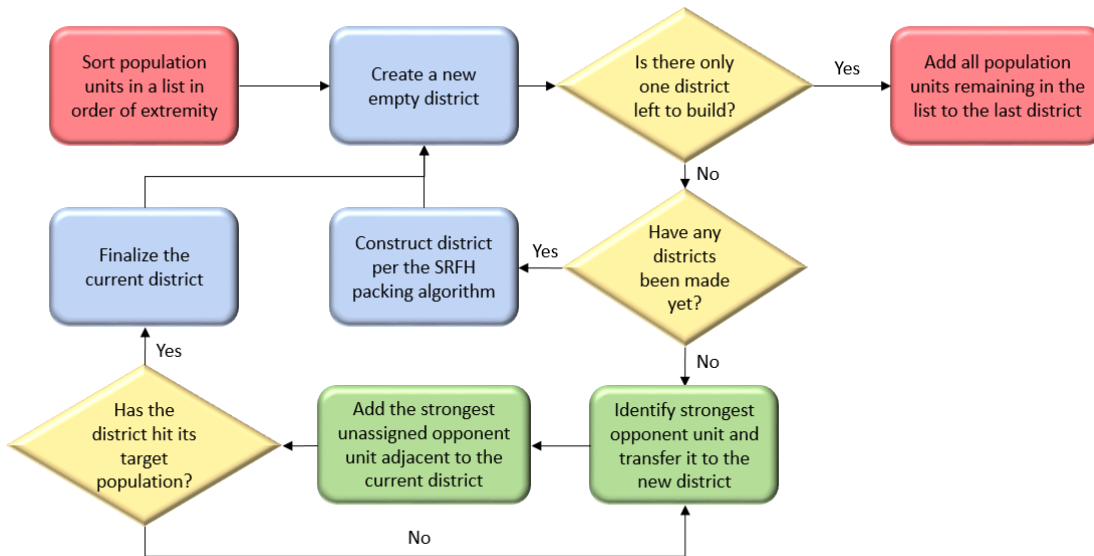 Sort population
units in a list in
order of extremity
Create a new
empty district
Is there only
one district
left to build?
Yes
Add all population
units remaining in the
list to the last district
No
Finalize the
current district
Construct district
per the SRFH
packing algorithm
Yes
Have any
districts
been made
yet?
Yes
No
Has the
district hit its
target
population?
Add the strongest
unassigned opponent
unit adjacent to the
current district
Identify strongest
opponent unit and
transfer it to the
new district
No